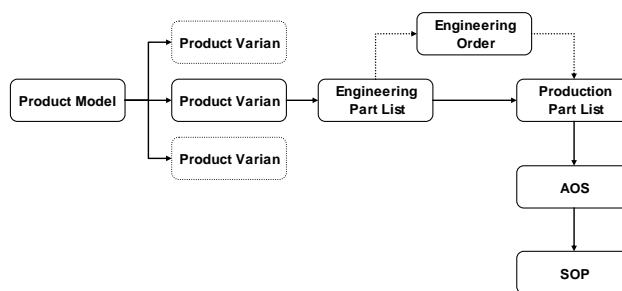 Product Varian
Engineering
Order
Product Model
Product Varian
Engineering
Part List
Production
Part List
Product Varian
AOS
SOP